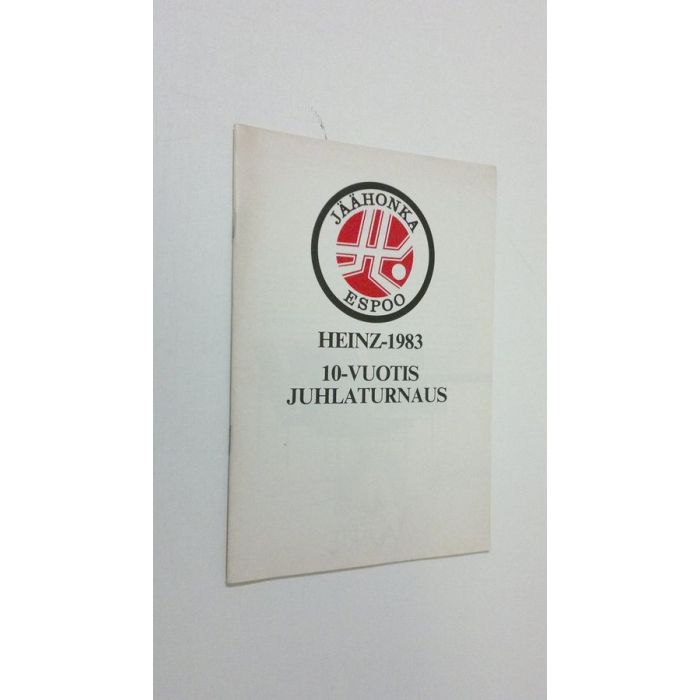 JÄÄHONKA
ESPOO
HEINZ-1983
10-VUOTIS
JUHLATURNAUS